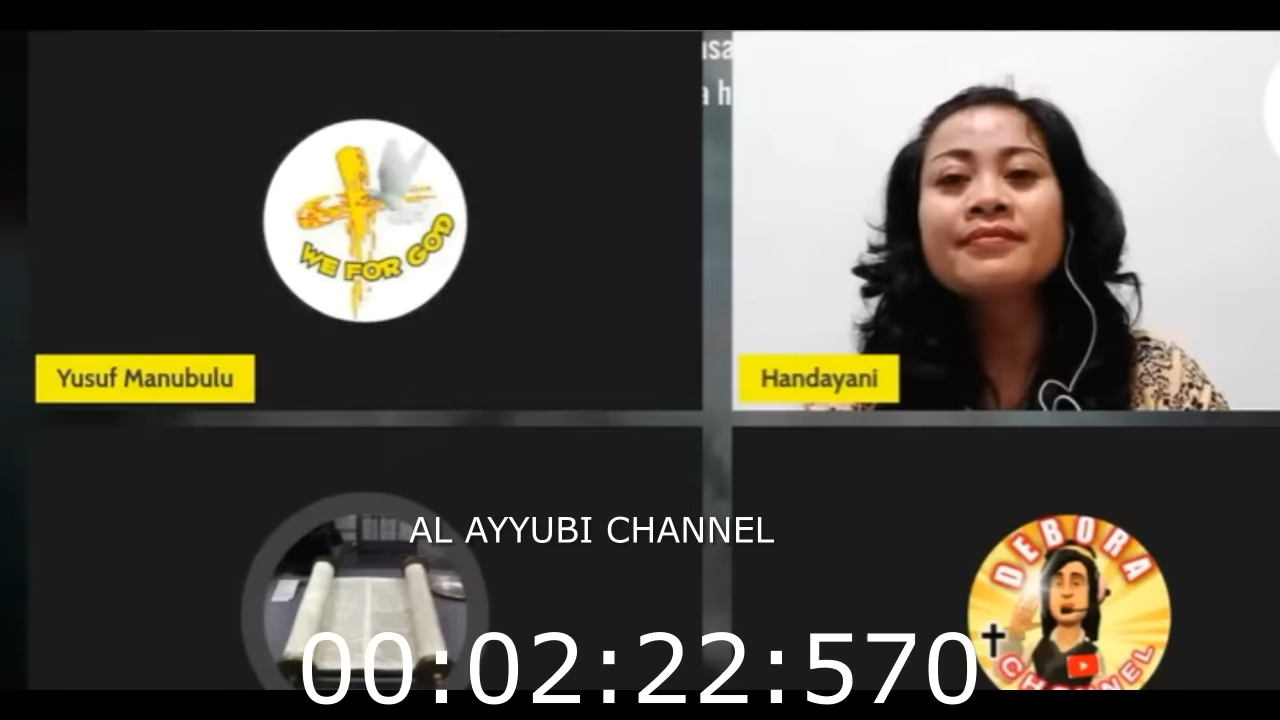 WE FOR GOD
Yusuf Manubulu
Handayani
AL AYYUBI CHANNEL
DEBORA
CHANNEL
00:02:22:570